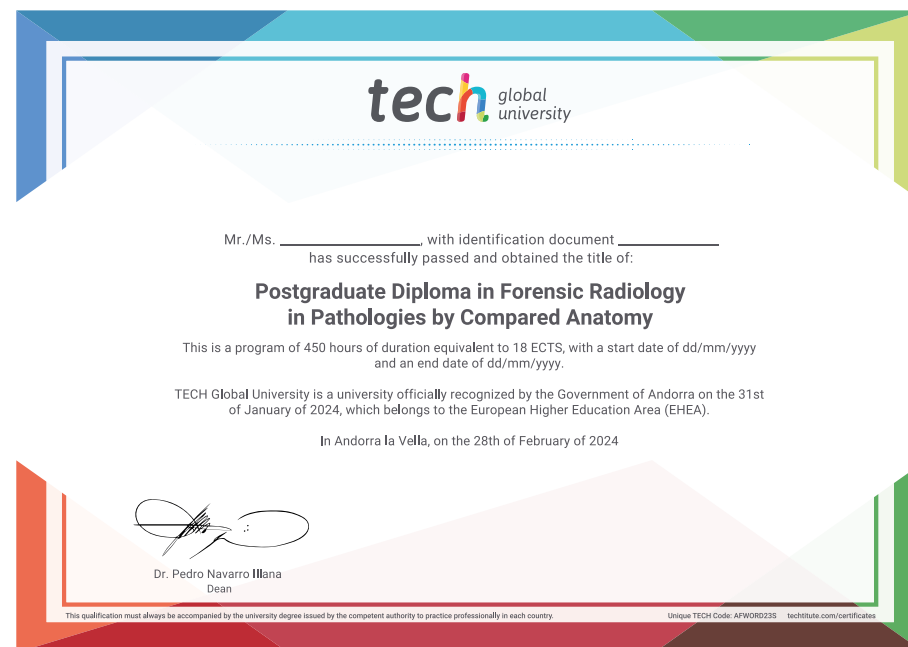 tech global university
Mr./Ms. ____________, with identification document ____________
has successfully passed and obtained the title of:
Postgraduate Diploma in Forensic Radiology
in Pathologies by Compared Anatomy
This is a program of 450 hours of duration equivalent to 18 ECTS, with a start date of dd/mm/yyyy
and an end date of dd/mm/yyyy.
TECH Global University is a university officially recognized by the Government of Andorra on the 31st
of January of 2024, which belongs to the European Higher Education Area (EHEA).
In Andorra la Vella, on the 28th of February of 2024
Dr. Pedro Navarro Illana
Dean
This qualification must always be accompanied by the university degree issued by the competent authority to practice professionally in each country.
Unique TECH Code: AFWORD23S techtitute.com/certificates